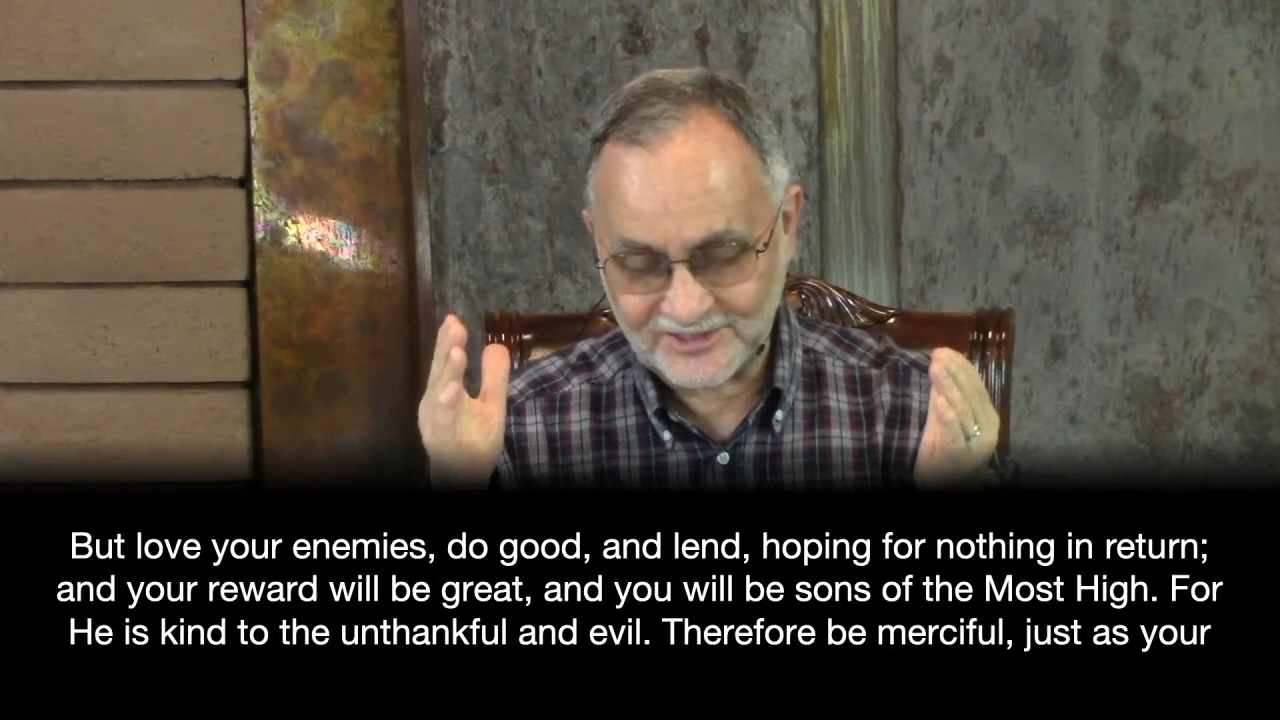 But love your enemies, do good, and lend, hoping for nothing in return;
and your reward will be great, and you will be sons of the Most High. For
He is kind to the unthankful and evil. Therefore be merciful, just as your